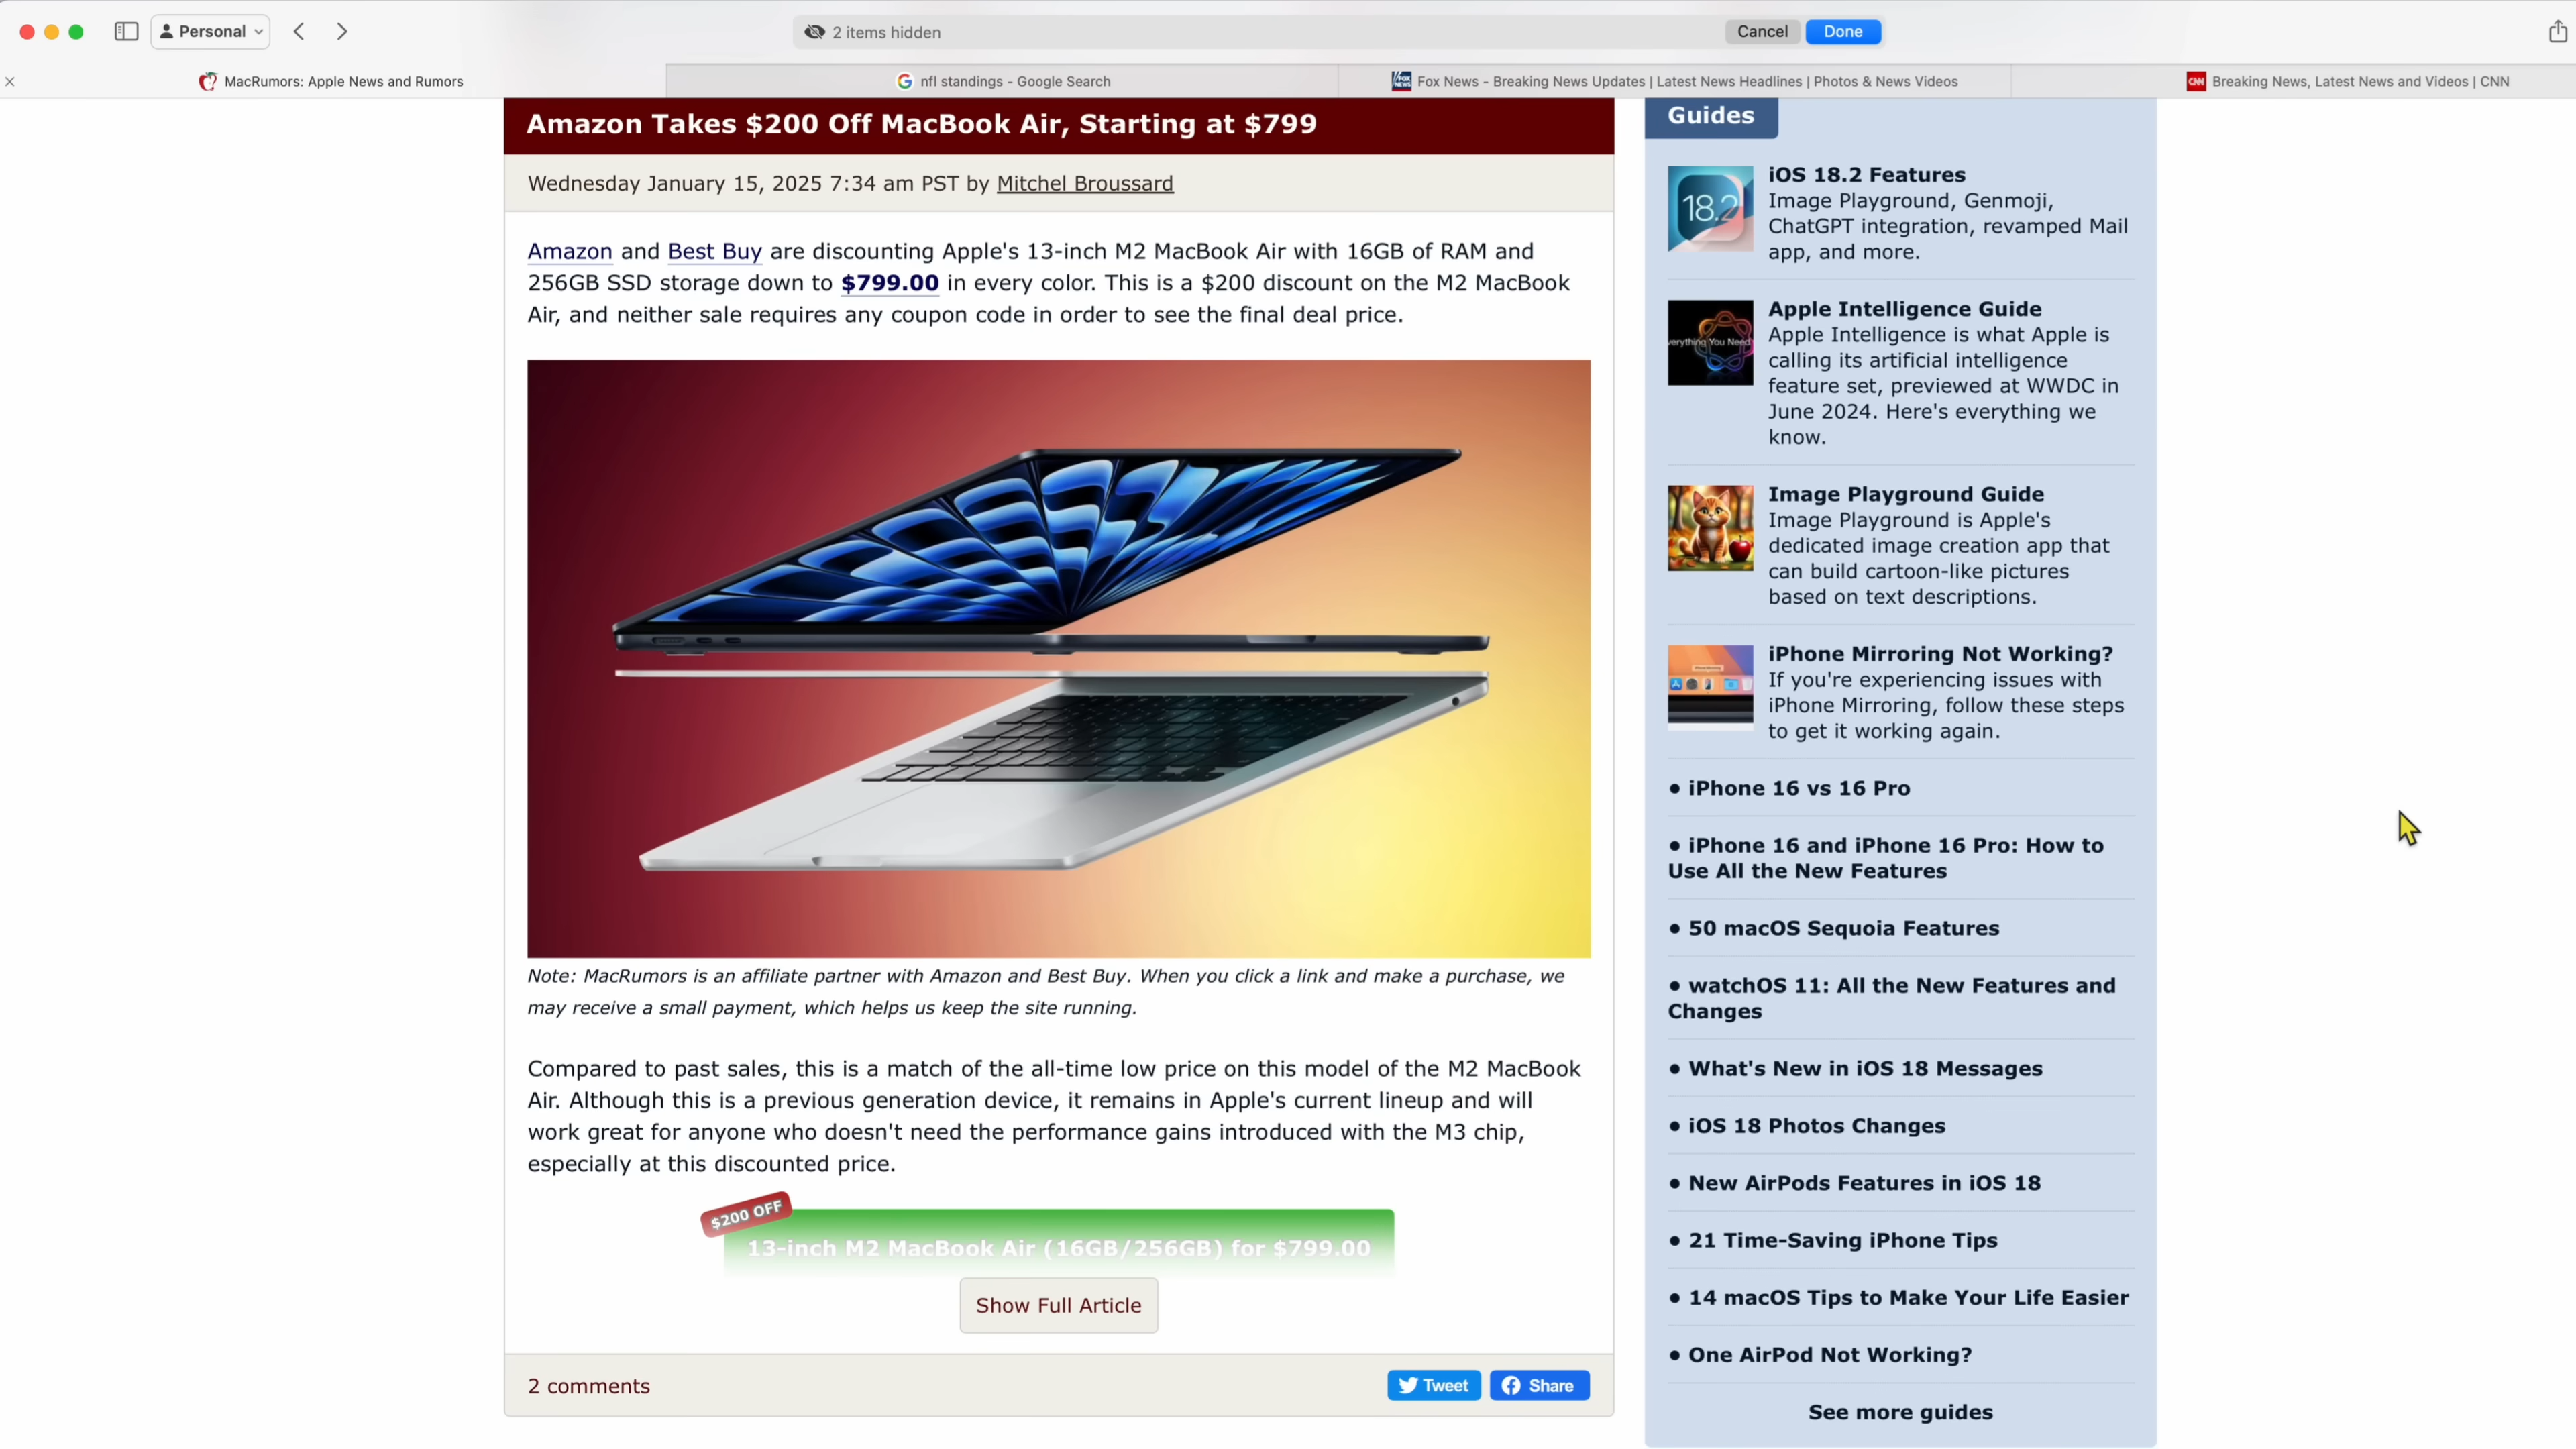 Personal
2 items hidden
Cancel
Done
MacRumors: Apple News and Rumors
nfl standings - Google Search
Fox News - Breaking News Updates | Latest News Headlines | Photos & News Videos
CNN
Breaking News, Latest News and Videos | CNN
Amazon Takes $200 Off MacBook Air, Starting at $799
Wednesday January 15, 2025 7:34 am PST by Mitchel Broussard
Amazon and Best Buy are discounting Apple's 13-inch M2 MacBook Air with 16GB of RAM and
256GB SSD storage down to $799.00 in every color. This is a $200 discount on the M2 MacBook
Air, and neither sale requires any coupon code in order to see the final deal price.
Note: MacRumors is an affiliate partner with Amazon and Best Buy. When you click a link and make a purchase, we
may receive a small payment, which helps us keep the site running.
Compared to past sales, this is a match of the all-time low price on this model of the M2 MacBook
Air. Although this is a previous generation device, it remains in Apple's current lineup and will
work great for anyone who doesn't need the performance gains introduced with the M3 chip,
especially at this discounted price.
$200 OFF
13-inch M2 MacBook Air (16GB/256GB) for $799.00
Show Full Article
2 comments
Tweet
Share
Guides
18.2
iOS 18.2 Features
Image Playground, Genmoji,
ChatGPT integration, revamped Mail
app, and more.
erything You Need
Apple Intelligence Guide
Apple Intelligence is what Apple is
calling its artificial intelligence
feature set, previewed at WWDC in
June 2024. Here's everything we
know.
Image Playground Guide
Image Playground is Apple's
dedicated image creation app that
can build cartoon-like pictures
based on text descriptions.
iPhone Mirroring Not Working?
If you're experiencing issues with
iPhone Mirroring, follow these steps
to get it working again.
• iPhone 16 vs 16 Pro
• iPhone 16 and iPhone 16 Pro: How to
Use All the New Features
• 50 macOS Sequoia Features
• watchOS 11: All the New Features and
Changes
• What's New in iOS 18 Messages
• iOS 18 Photos Changes
• New AirPods Features in iOS 18
• 21 Time-Saving iPhone Tips
• 14 macOS Tips to Make Your Life Easier
• One AirPod Not Working?
See more guides